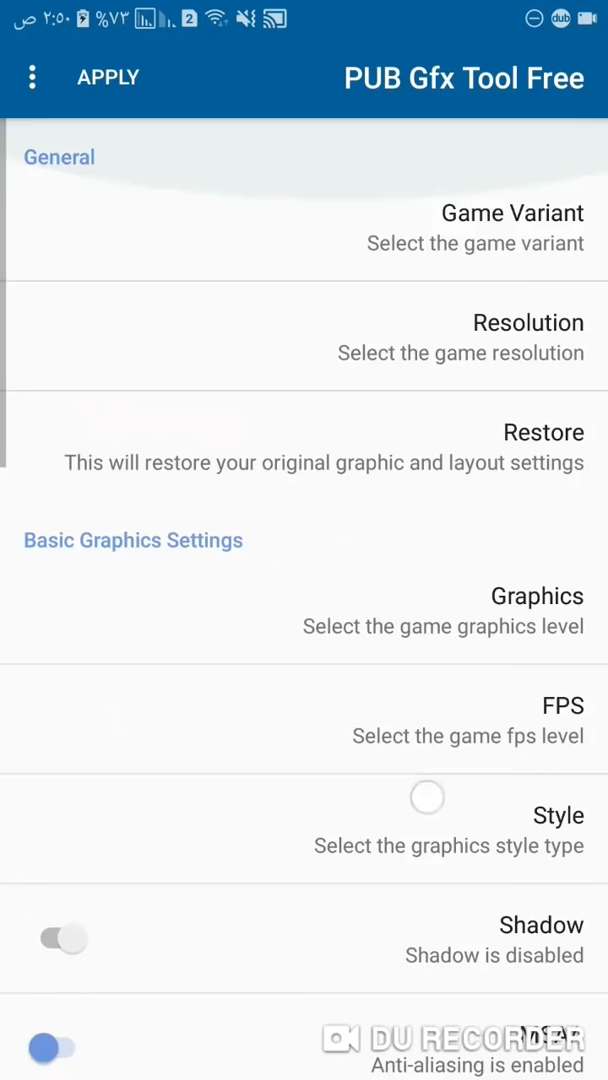 ٢:٥٠ ص %٧٣ 2 dub
APPLY PUB Gfx Tool Free
General
Game Variant
Select the game variant
Resolution
Select the game resolution
Restore
This will restore your original graphic and layout settings
Basic Graphics Settings
Graphics
Select the game graphics level
FPS
Select the game fps level
Style
Select the graphics style type
Shadow
Shadow is disabled
DU RECORDER
Anti-aliasing is enabled